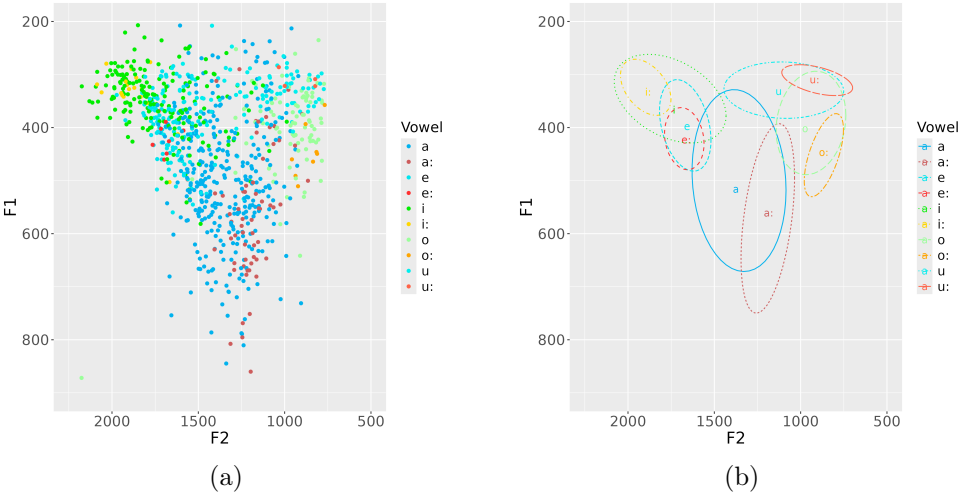 200
400
600
800
F1
2000
1500
1000
500
F2
Vowel
a
a:
e
e:
i
i:
o
o:
u
u:
(a)
200
400
600
800
F1
2000
1500
1000
500
F2
i:
e
e:
a
a:
u
u:
o
o:
Vowel
a a
a a:
a e
a e:
a i
a i:
a o
a o:
a u
a u:
(b)